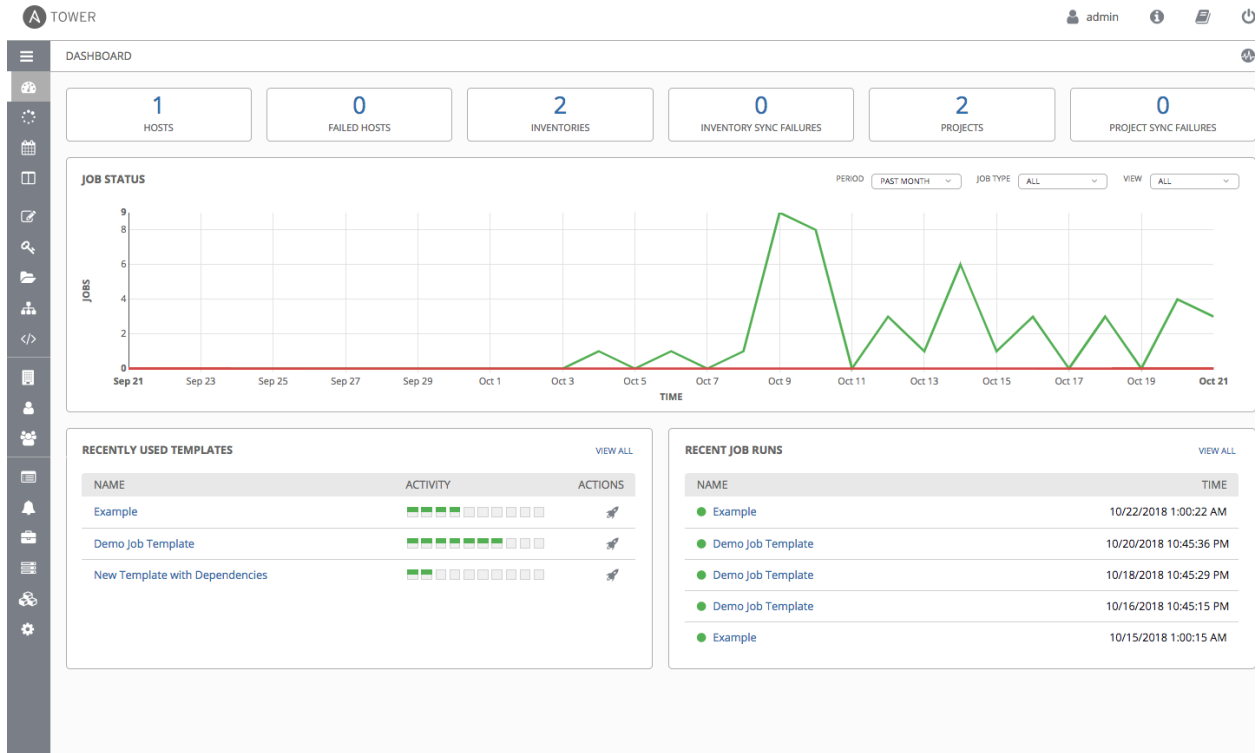 A TOWER
admin
DASHBOARD
1
HOSTS
0
FAILED HOSTS
2
INVENTORIES
0
INVENTORY SYNC FAILURES
2
PROJECTS
0
PROJECT SYNC FAILURES
JOB STATUS
PERIOD PAST MONTH JOB TYPE ALL VIEW ALL
9
8
6
4
2
0
JOBS
Sep 21 Sep 23 Sep 25 Sep 27 Sep 29 Oct 1 Oct 3 Oct 5 Oct 7 Oct 9 Oct 11 Oct 13 Oct 15 Oct 17 Oct 19 Oct 21
TIME
RECENTLY USED TEMPLATES VIEW ALL
NAME ACTIVITY ACTIONS
Example
Demo Job Template
New Template with Dependencies
RECENT JOB RUNS VIEW ALL
NAME TIME
Example 10/22/2018 1:00:22 AM
Demo Job Template 10/20/2018 10:45:36 PM
Demo Job Template 10/18/2018 10:45:29 PM
Demo Job Template 10/16/2018 10:45:15 PM
Example 10/15/2018 1:00:15 AM